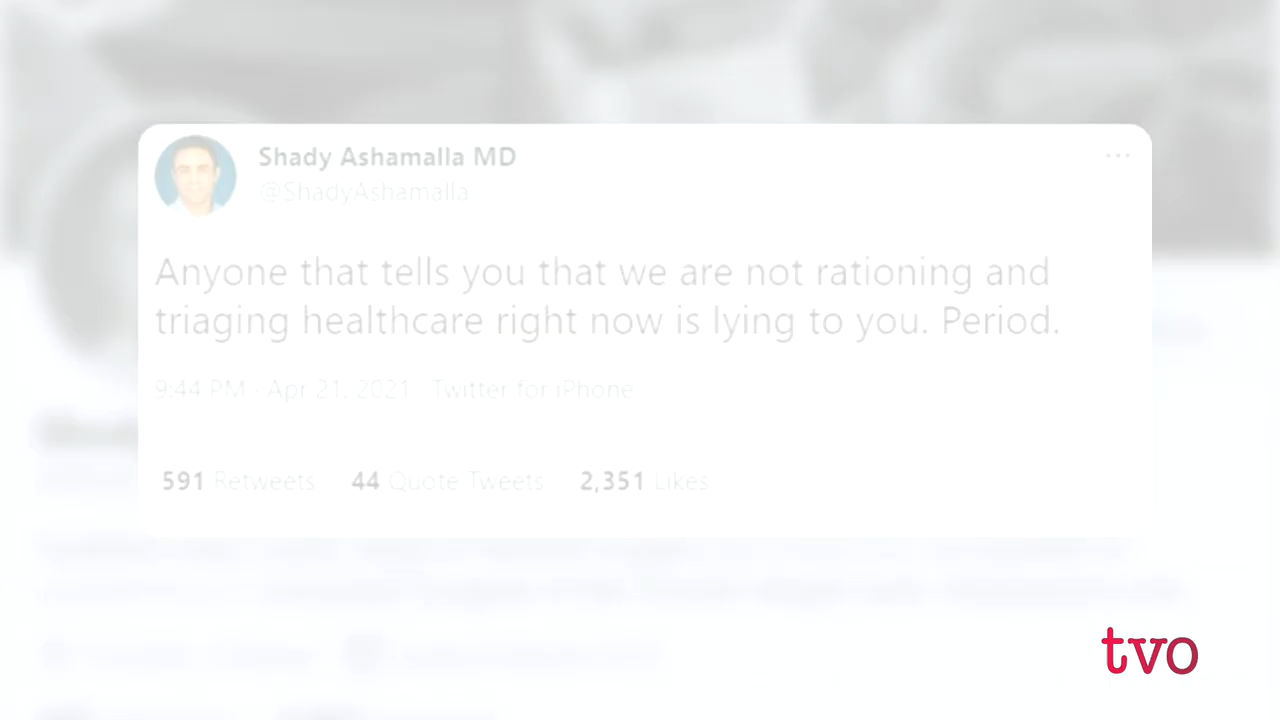 Shady Ashamalla MD
@ShadyAshamalla
Anyone that tells you that we are not rationing and
triaging healthcare right now is lying to you. Period.
9:44 PM · Apr 21, 2021 · Twitter for iPhone
591 Retweets 44 Quote Tweets 2,351 Likes
tvo